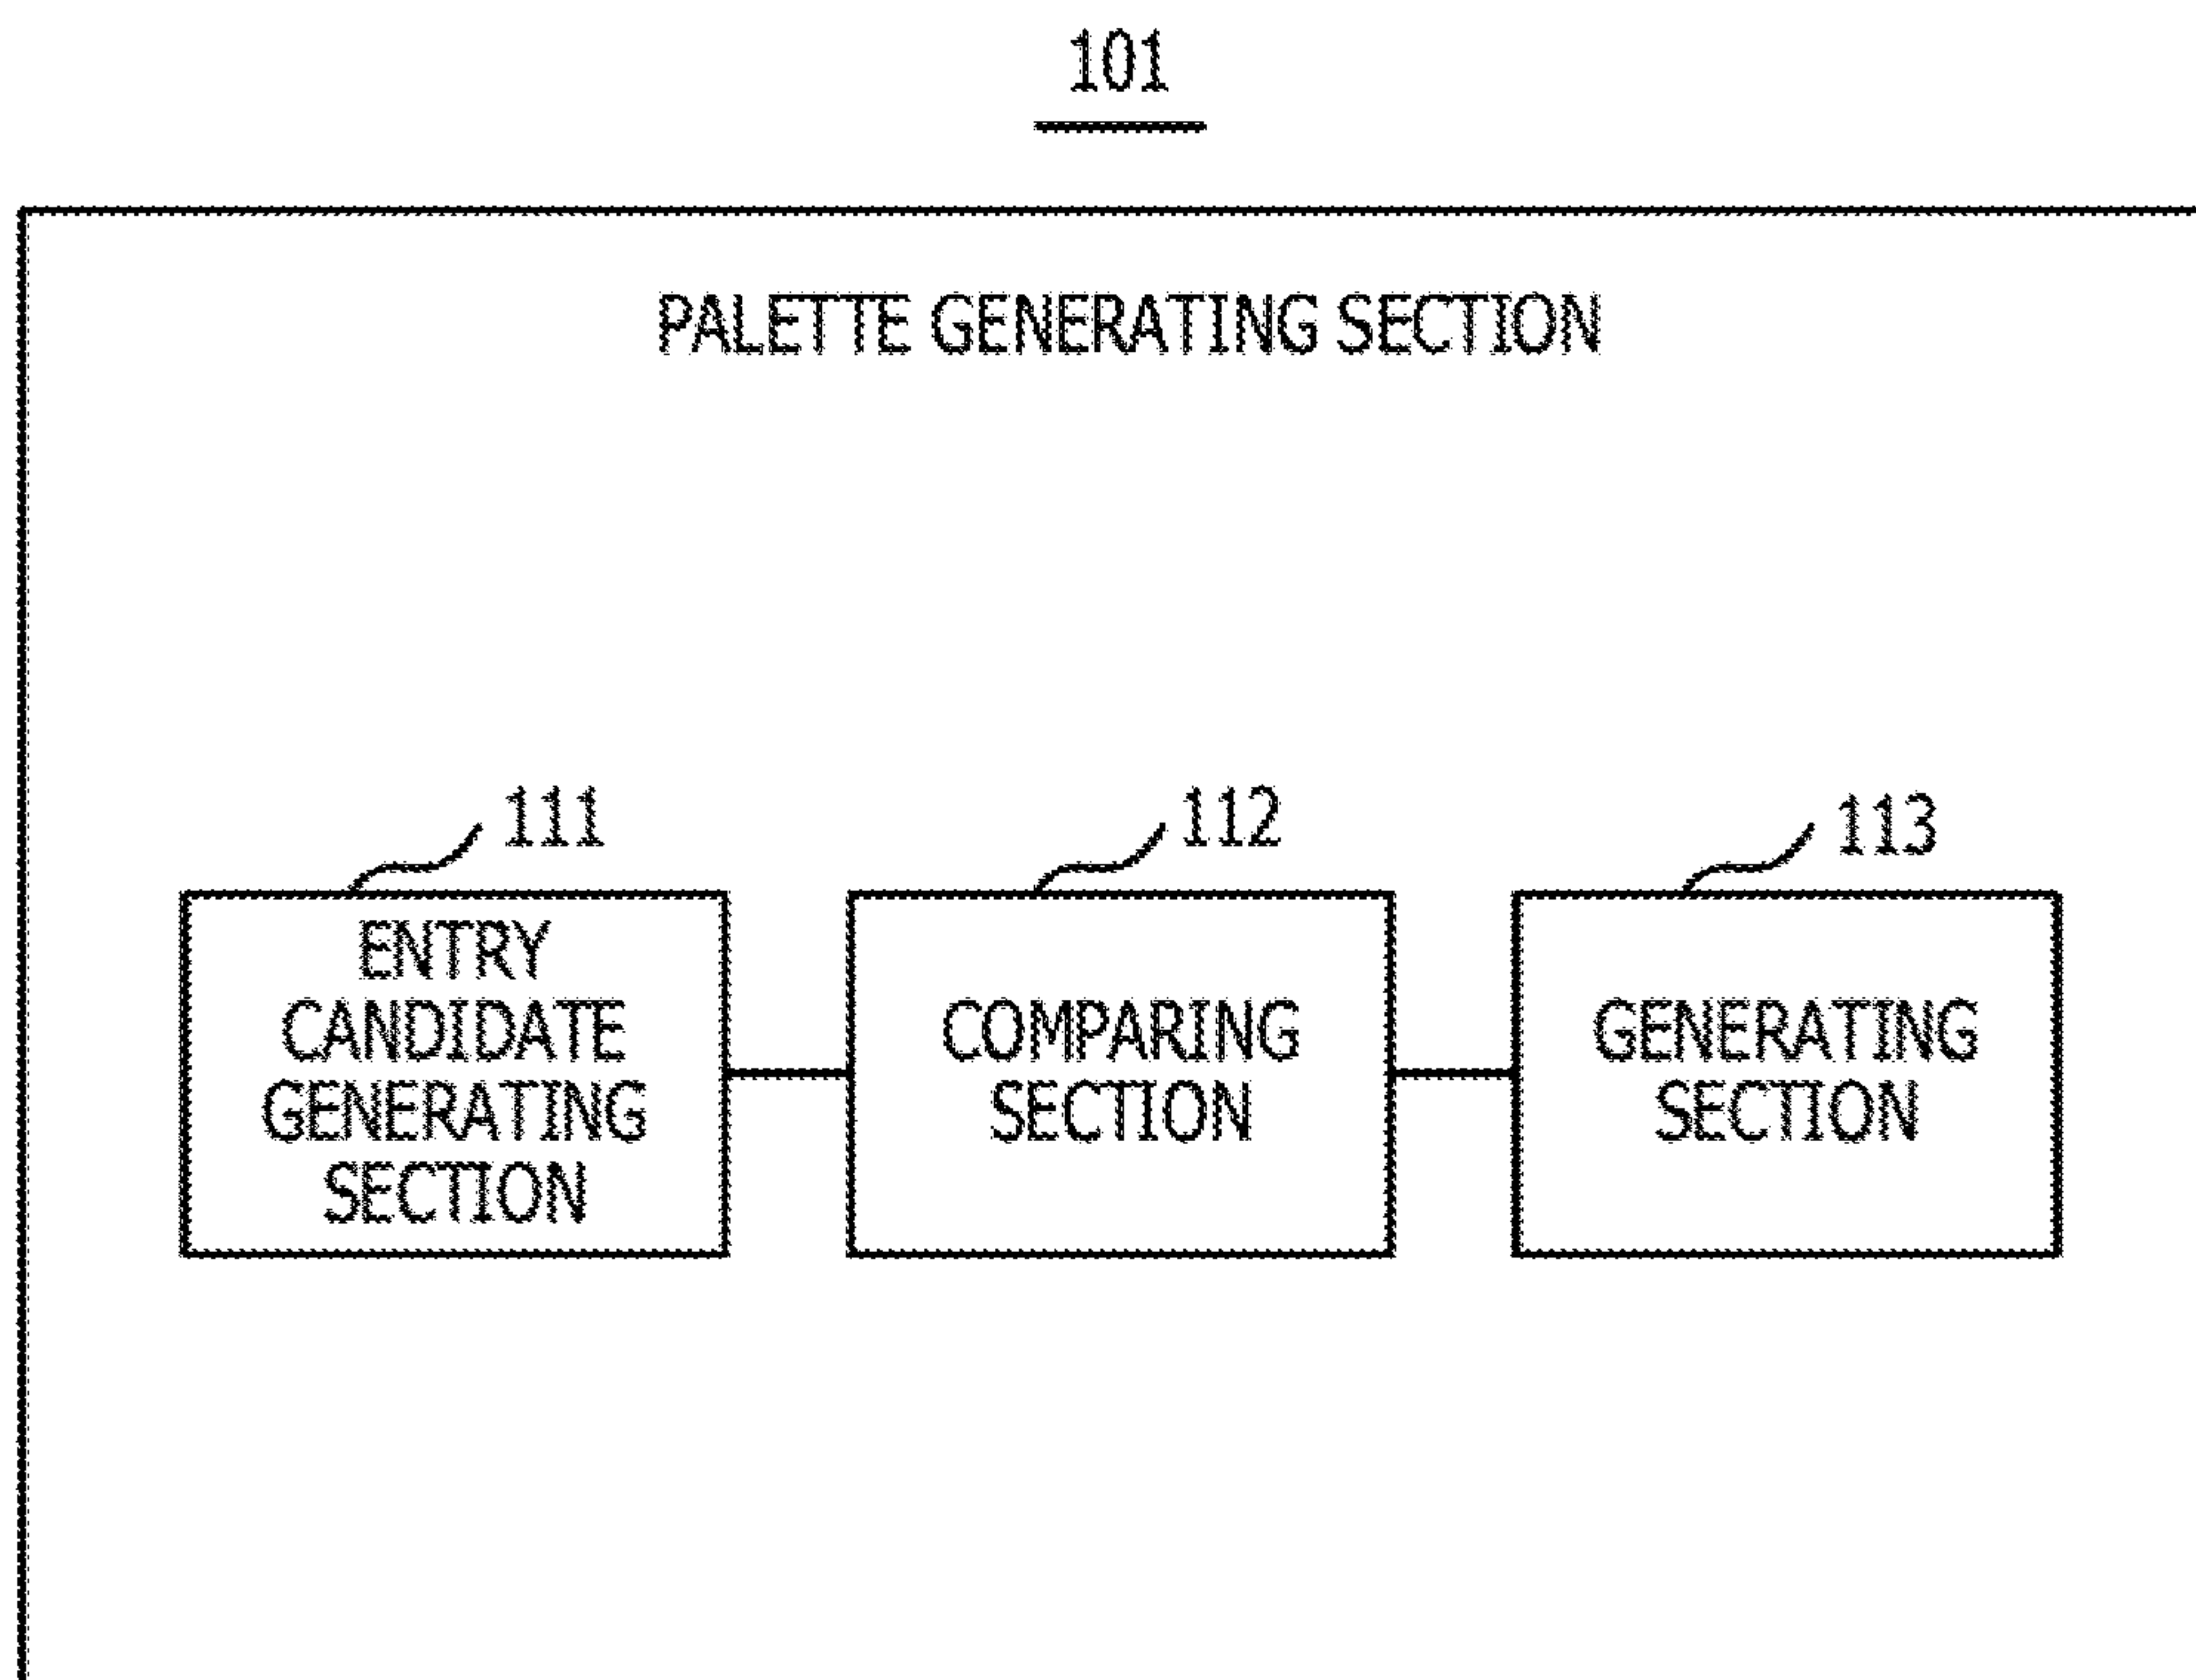 101
PALETTE GENERATING SECTION
111
112
113
ENTRY
CANDIDATE
GENERATING
SECTION
COMPARING
SECTION
GENERATING
SECTION